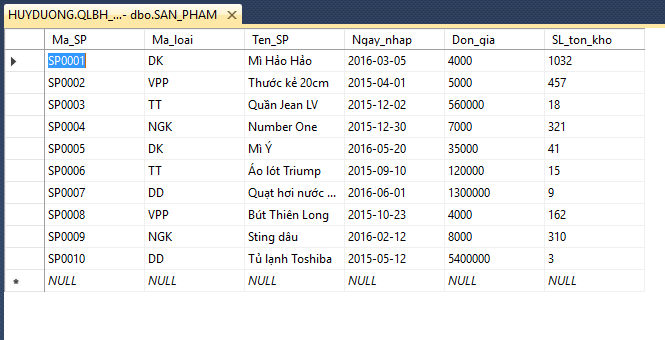 HUYDUONG.QLBH_...- dbo.SAN_PHAM
Ma_SP Ma_loai Ten_SP Ngay_nhap Don_gia SL_ton_kho
SP0001 DK Mì Hảo Hảo 2016-03-05 4000 1032
SP0002 VPP Thước kẻ 20cm 2015-04-01 5000 457
SP0003 TT Quần Jean LV 2015-12-02 560000 18
SP0004 NGK Number One 2015-12-30 7000 321
SP0005 DK Mì Ý 2016-05-20 35000 41
SP0006 TT Áo lót Triump 2015-09-10 120000 15
SP0007 DD Quạt hơi nước ... 2016-06-01 1300000 9
SP0008 VPP Bút Thiên Long 2015-10-23 4000 162
SP0009 NGK Sting dâu 2016-02-12 8000 310
SP0010 DD Tủ lạnh Toshiba 2015-05-12 5400000 3
NULL NULL NULL NULL NULL NULL